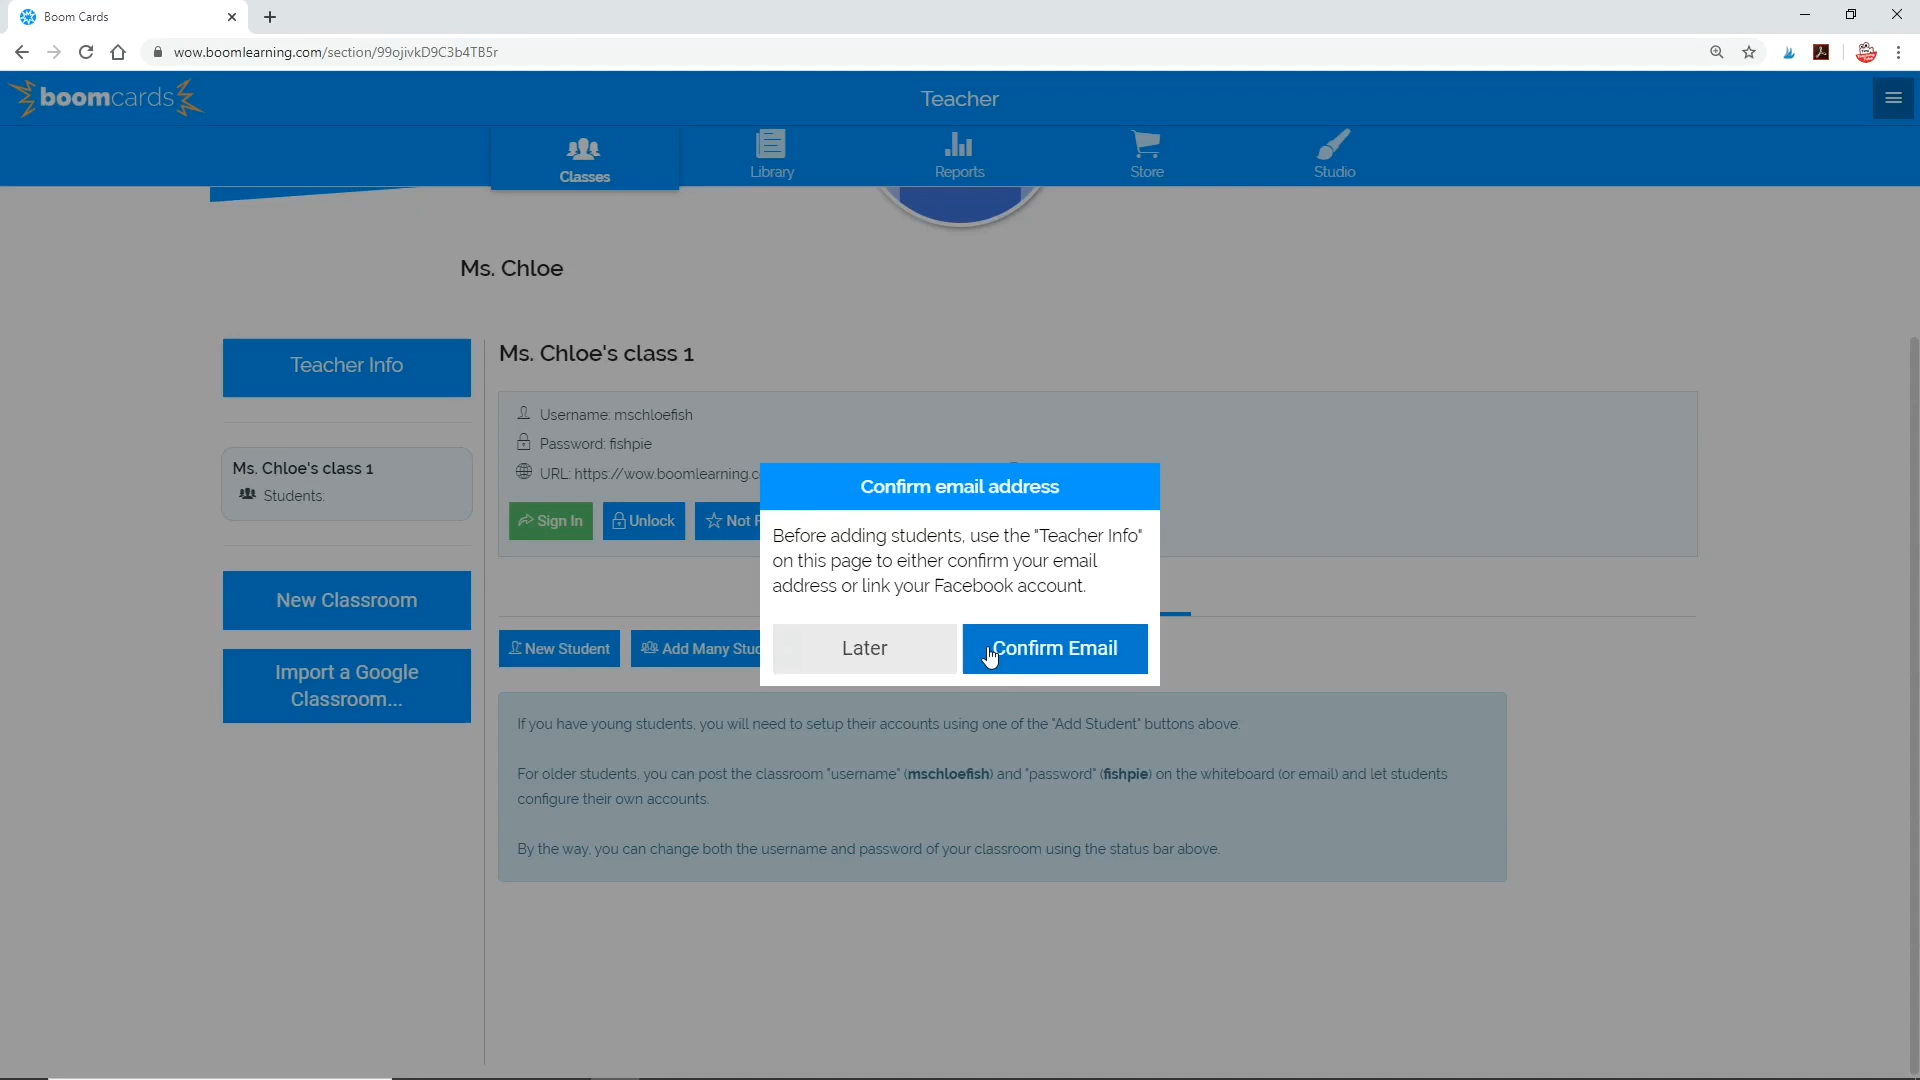 Boom Cards
wow.boomlearning.com/section/99ojivkD9C3b4TB5r
boomcards
Teacher
Classes
Library
Reports
Store
Studio
Ms. Chloe
Teacher Info
Ms. Chloe's class 1
Students:
New Classroom
Import a Google
Classroom...
Ms. Chloe's class 1
Username: mschloefish
Password: fishpie
URL: https://wow.boomlearning.c
Sign In
Unlock
Not
Confirm email address
Before adding students, use the "Teacher Info"
on this page to either confirm your email
address or link your Facebook account.
Later
Confirm Email
New Student
Add Many Stu
If you have young students, you will need to setup their accounts using one of the "Add Student" buttons above.
For older students, you can post the classroom "username" (mschloefish) and "password" (fishpie) on the whiteboard (or email) and let students
configure their own accounts.
By the way, you can change both the username and password of your classroom using the status bar above.